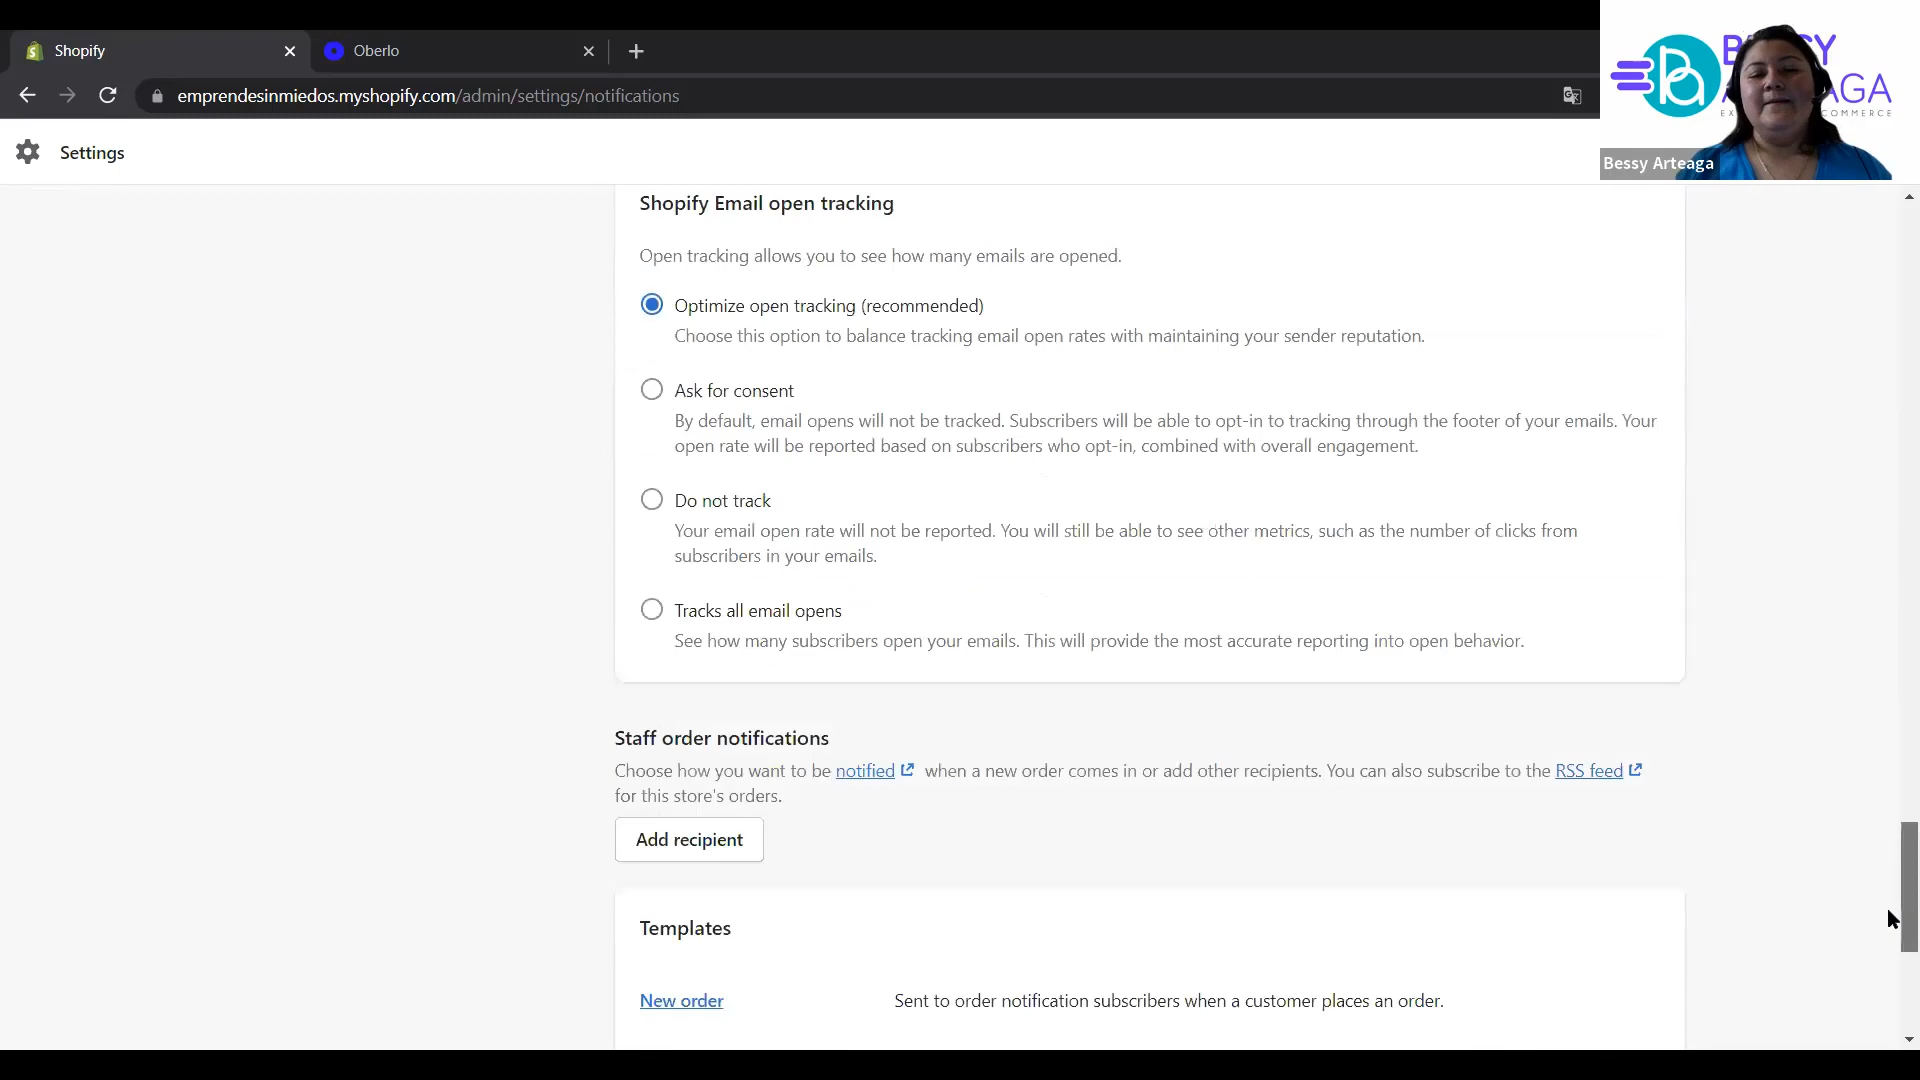 Shopify
Oberlo
emprendesinmiedos.myshopify.com/admin/settings/notifications
Settings
Bessy Arteaga
Shopify Email open tracking
Open tracking allows you to see how many emails are opened.
Optimize open tracking (recommended)
Choose this option to balance tracking email open rates with maintaining your sender reputation.
Ask for consent
By default, email opens will not be tracked. Subscribers will be able to opt-in to tracking through the footer of your emails. Your
open rate will be reported based on subscribers who opt-in, combined with overall engagement.
Do not track
Your email open rate will not be reported. You will still be able to see other metrics, such as the number of clicks from
subscribers in your emails.
Tracks all email opens
See how many subscribers open your emails. This will provide the most accurate reporting into open behavior.
Staff order notifications
Choose how you want to be notified when a new order comes in or add other recipients. You can also subscribe to the RSS feed
for this store's orders.
Add recipient
Templates
New order
Sent to order notification subscribers when a customer places an order.